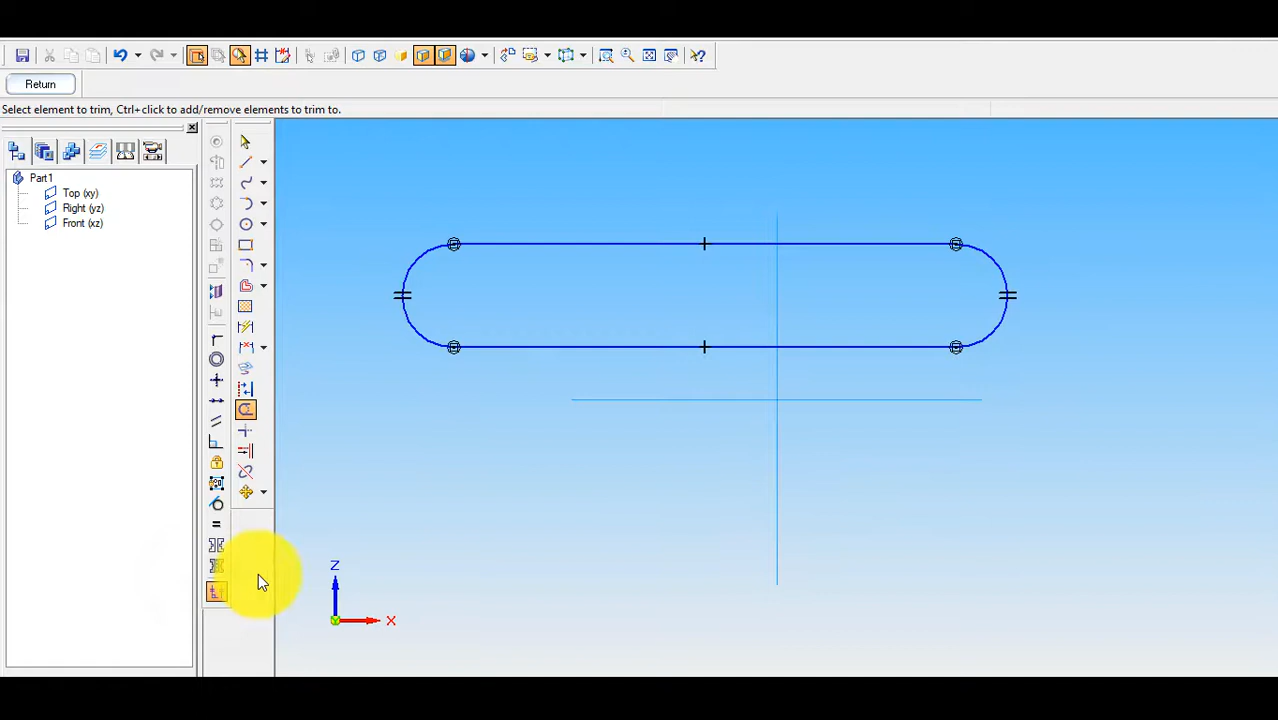 Return
Select element to trim, Ctrl+click to add/remove elements to trim to.
Part1
Top (xy)
Right (yz)
Front (xz)
Z
X